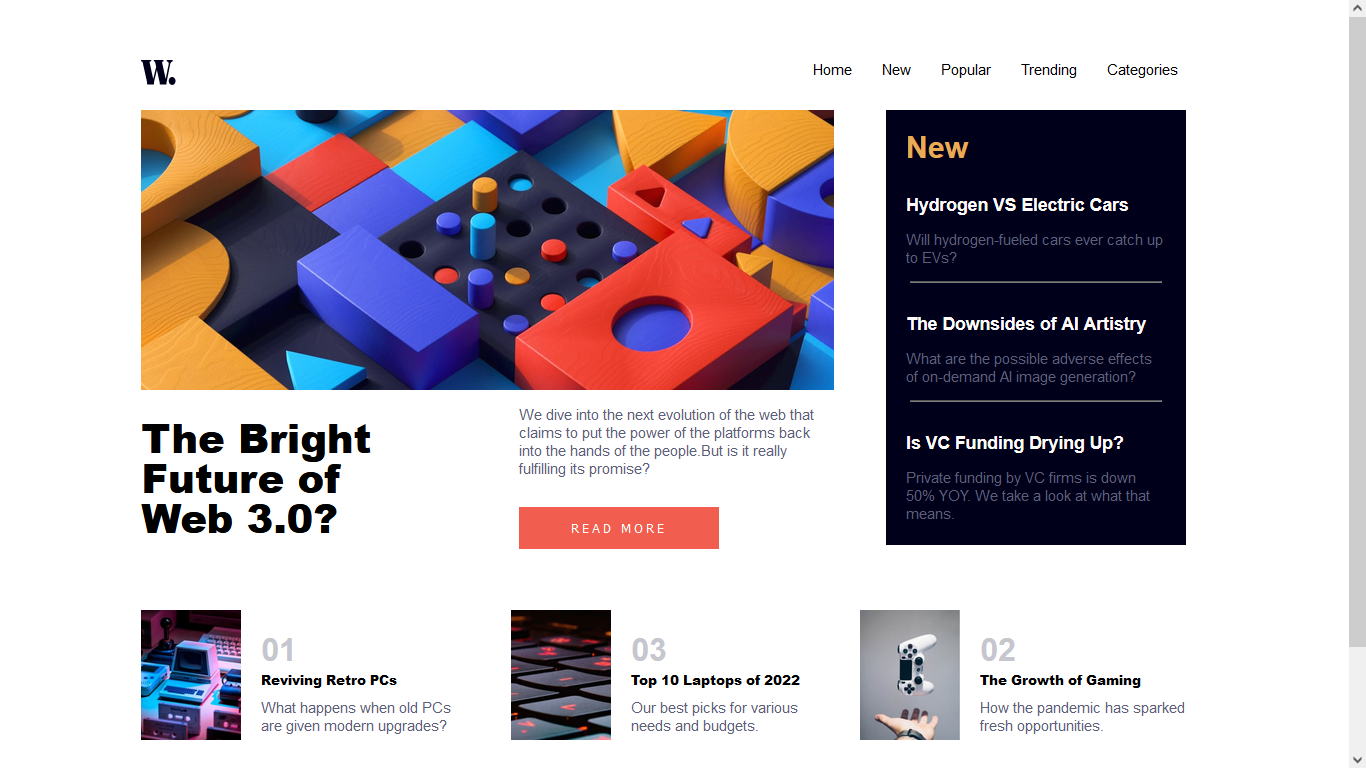 W.
Home New Popular Trending Categories
The Bright
Future of
Web 3.0?
We dive into the next evolution of the web that
claims to put the power of the platforms back
into the hands of the people.But is it really
fulfilling its promise?
READ MORE
New
Hydrogen VS Electric Cars
Will hydrogen-fueled cars ever catch up
to EVs?
The Downsides of AI Artistry
What are the possible adverse effects
of on-demand AI image generation?
Is VC Funding Drying Up?
Private funding by VC firms is down
50% YOY. We take a look at what that
means.
01
Reviving Retro PCs
What happens when old PCs
are given modern upgrades?
03
Top 10 Laptops of 2022
Our best picks for various
needs and budgets.
02
The Growth of Gaming
How the pandemic has sparked
fresh opportunities.